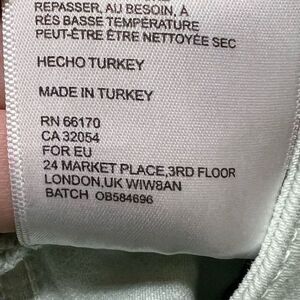 REPASSER, AU BESOIN, A
RÉS BASSE TEMPÉRATURE
PEUT-ÊTRE ÊTRE NETTOYÉE SEC
HECHO TURKEY
MADE IN TURKEY
RN 66170
CA 32054
FOR EU
24 MARKET PLACE,3RD FLOOR
LONDON,UK WIW8AN
BATCH OB584696